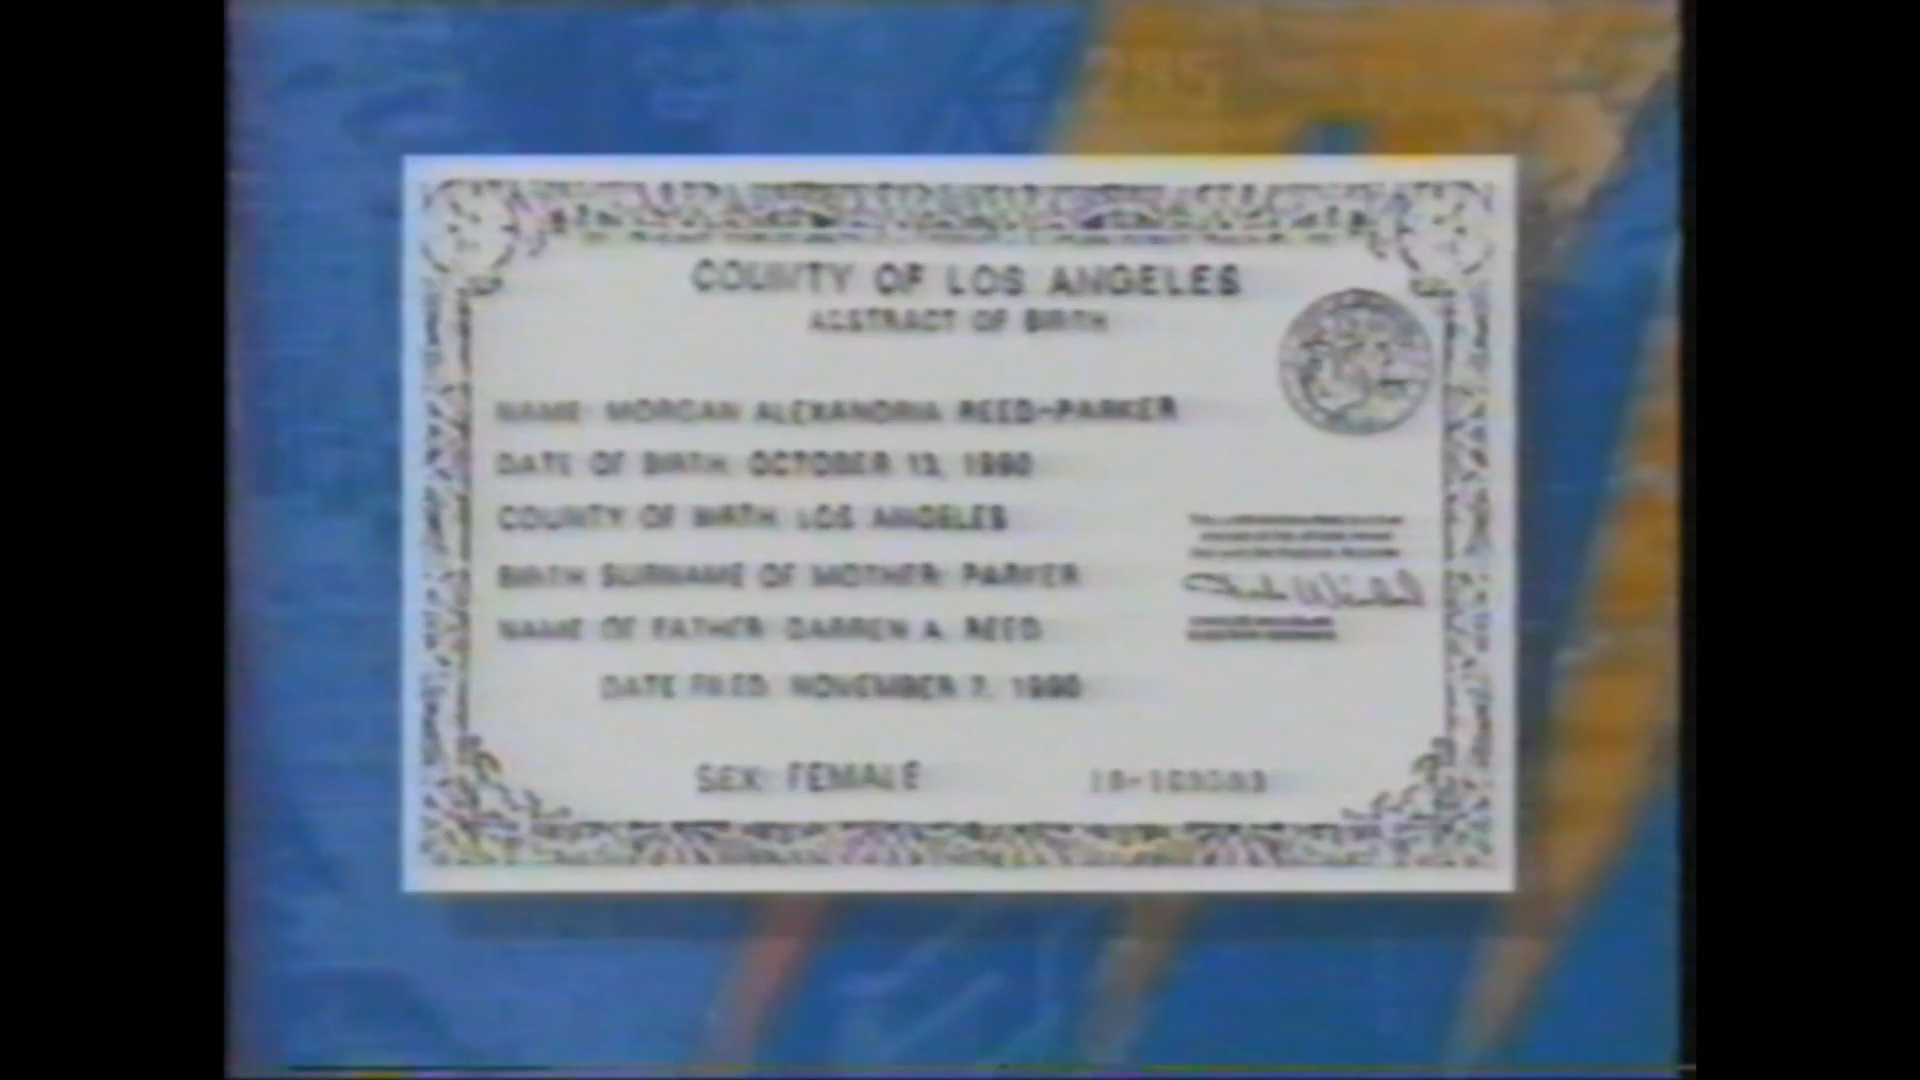 COUNTY OF LOS ANGELES
ABSTRACT OF BIRTH
NAME: MORGAN ALEXANDRIA REED-PARKER
DATE OF BIRTH: OCTOBER 13, 1990
COUNTY OF BIRTH: LOS ANGELES
BIRTH SURNAME OF MOTHER: PARKER
NAME OF FATHER: DARREN A. REED
DATE FILED: NOVEMBER 7, 1990
SEX: FEMALE